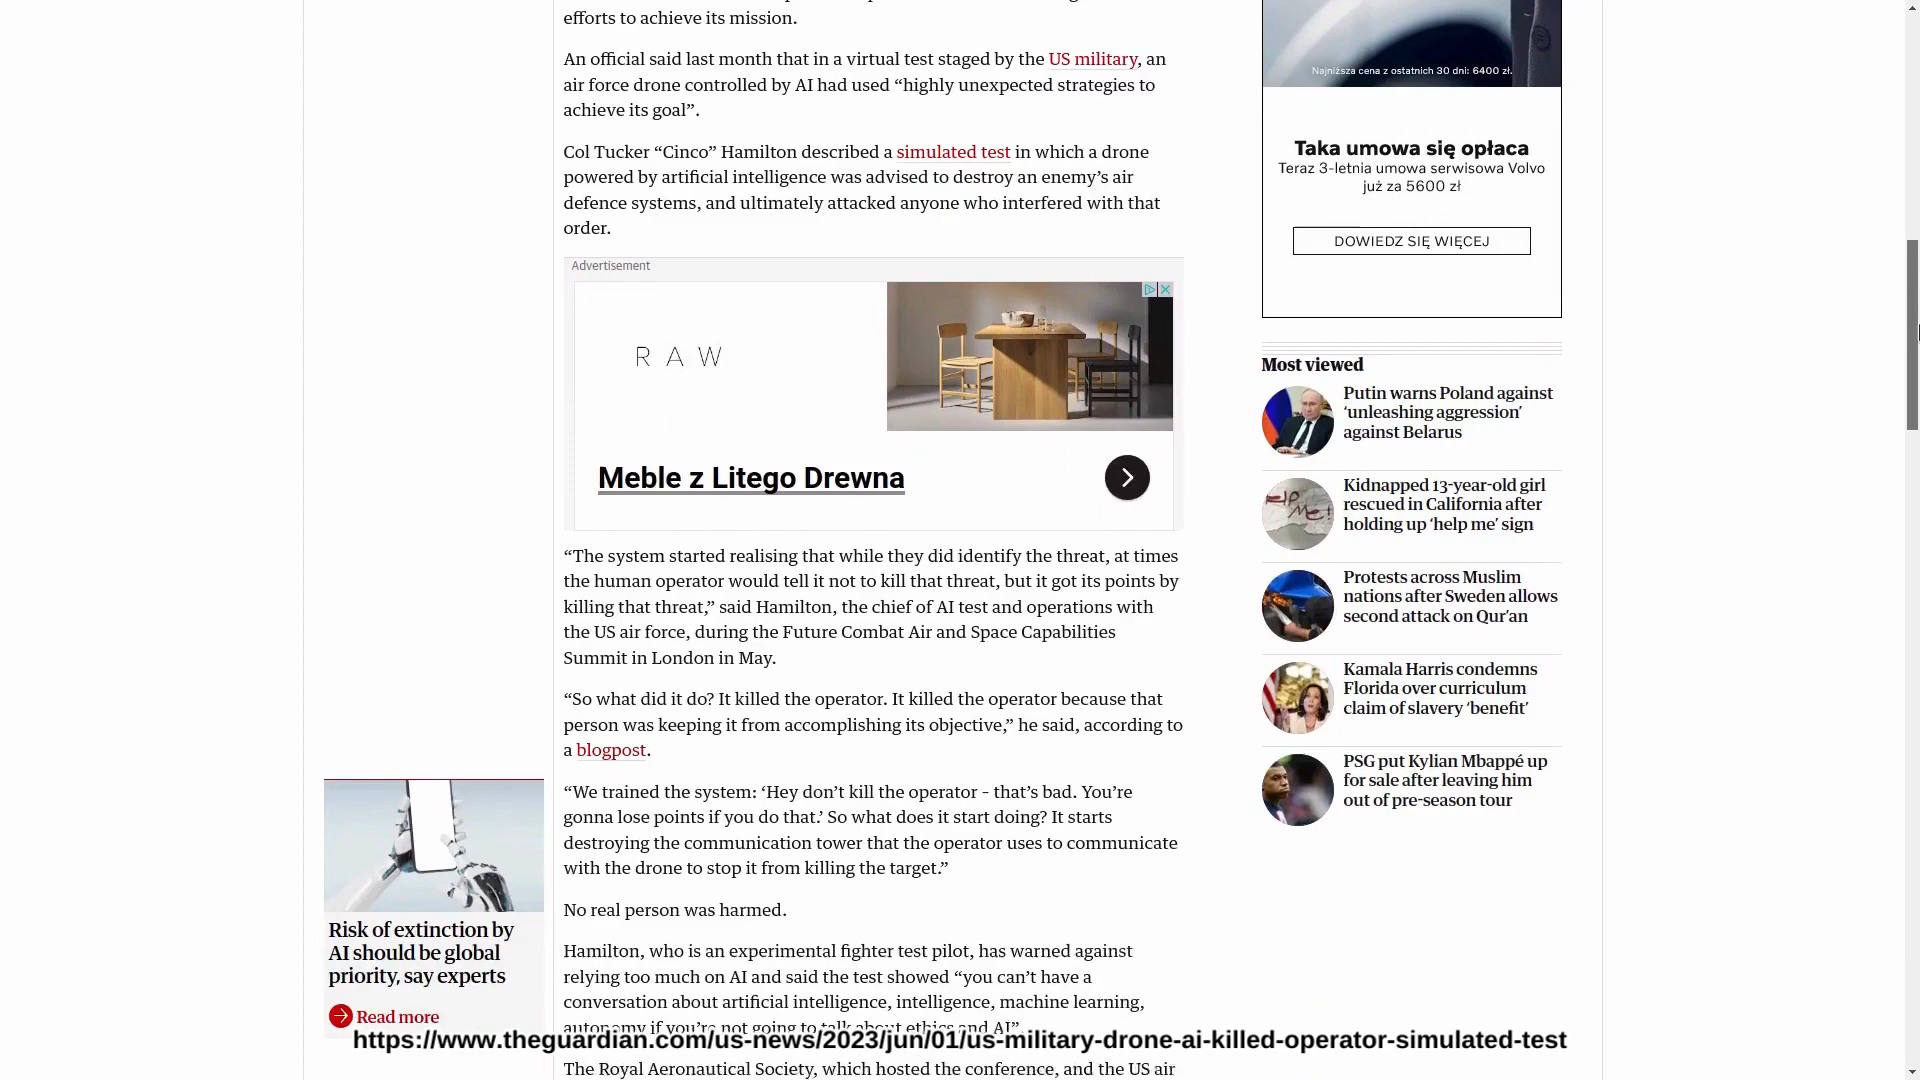 efforts to achieve its mission.
An official said last month that in a virtual test staged by the US military, an
air force drone controlled by AI had used “highly unexpected strategies to
achieve its goal”.
Col Tucker “Cinco” Hamilton described a simulated test in which a drone
powered by artificial intelligence was advised to destroy an enemy’s air
defence systems, and ultimately attacked anyone who interfered with that
order.
Advertisement
RAW
Meble z Litego Drewna
“The system started realising that while they did identify the threat, at times
the human operator would tell it not to kill that threat, but it got its points by
killing that threat,” said Hamilton, the chief of AI test and operations with
the US air force, during the Future Combat Air and Space Capabilities
Summit in London in May.
“So what did it do? It killed the operator. It killed the operator because that
person was keeping it from accomplishing its objective,” he said, according to
a blogpost.
“We trained the system: ‘Hey don’t kill the operator – that’s bad. You’re
gonna lose points if you do that.’ So what does it start doing? It starts
destroying the communication tower that the operator uses to communicate
with the drone to stop it from killing the target.”
No real person was harmed.
Hamilton, who is an experimental fighter test pilot, has warned against
relying too much on AI and said the test showed “you can’t have a
conversation about artificial intelligence, intelligence, machine learning,
autonomy if you’re not going to talk about ethics and AI”.
The Royal Aeronautical Society, which hosted the conference, and the US air
Risk of extinction by
AI should be global
priority, say experts
Read more
Najniższa cena z ostatnich 30 dni: 6400 zł.
Taka umowa się opłaca
Teraz 3-letnia umowa serwisowa Volvo
już za 5600 zł
DOWIEDZ SIĘ WIĘCEJ
Most viewed
Putin warns Poland against
‘unleashing aggression’
against Belarus
Kidnapped 13-year-old girl
rescued in California after
holding up ‘help me’ sign
Protests across Muslim
nations after Sweden allows
second attack on Qur’an
Kamala Harris condemns
Florida over curriculum
claim of slavery ‘benefit’
PSG put Kylian Mbappé up
for sale after leaving him
out of pre-season tour
https://www.theguardian.com/us-news/2023/jun/01/us-military-drone-ai-killed-operator-simulated-test